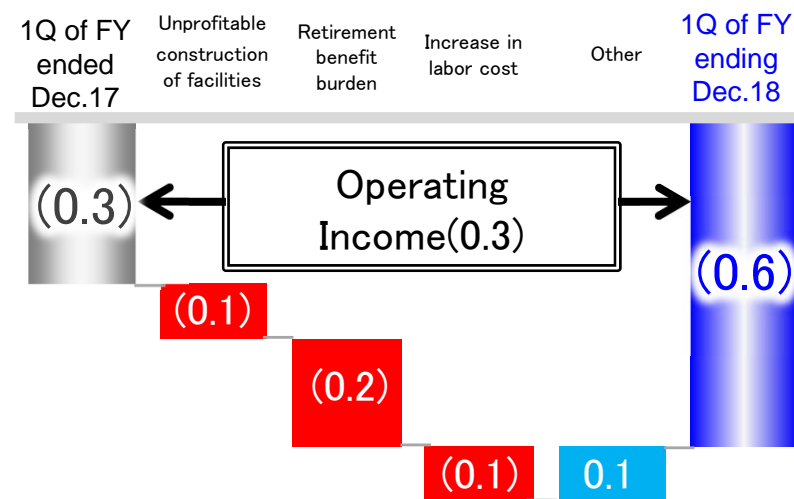 1Q of FY
ended
Dec.17
Unprofitable
construction
of facilities
Retirement
benefit
burden
Increase in
labor cost
Other
1Q of FY
ending
Dec.18
(0.3)
Operating
Income(0.3)
(0.6)
(0.1)
(0.2)
(0.1)
0.1